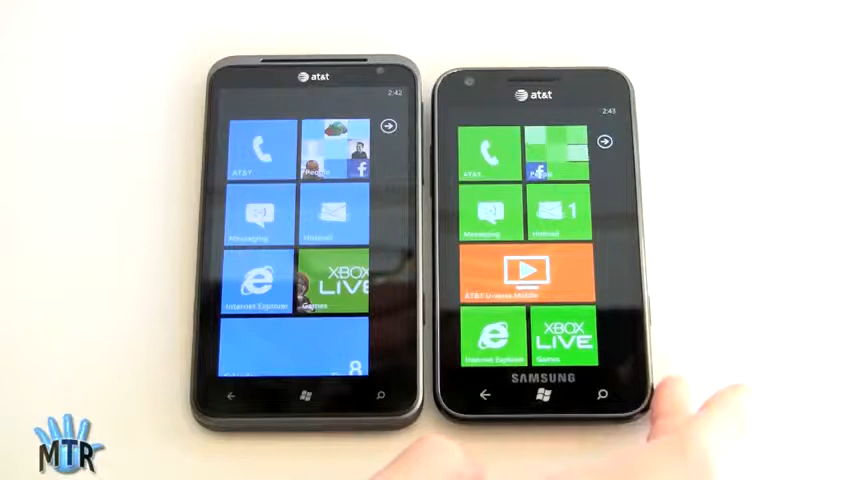 at&t
2:42
AT&T
People
Messaging
Hotmail
Internet Explorer
XBOX
LIVE
Games
8
at&t
2:43
AT&T
People
Messaging
Hotmail
1
AT&T U-verse Mobile
Internet Explorer
XBOX
LIVE
Games
SAMSUNG
MTR